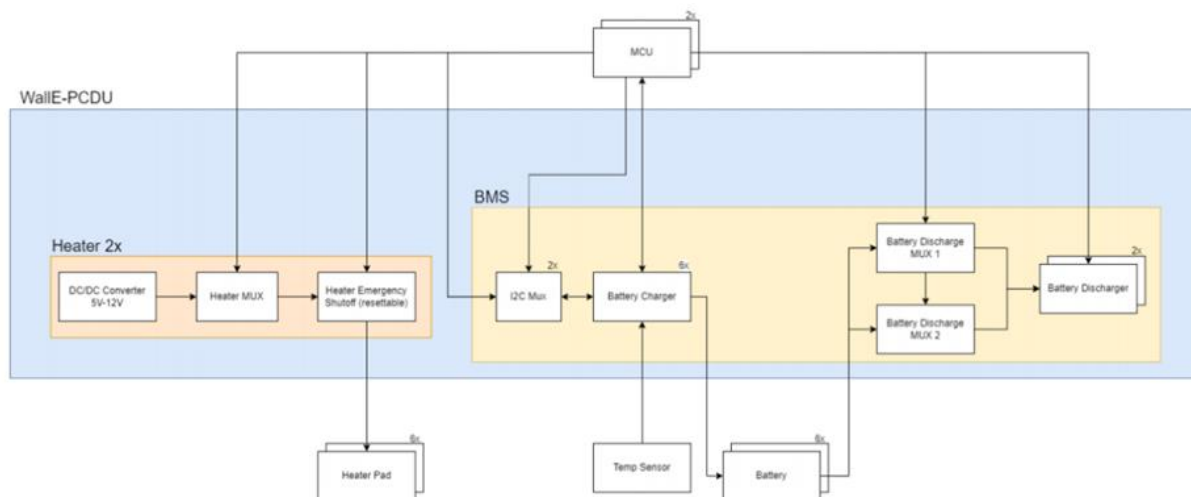 2x
MCU
WallE-PCDU
BMS
Heater 2x
DC/DC Converter
5V-12V
Heater MUX
Heater Emergency
Shutoff (resettable)
2x
I2C Mux
6x
Battery Charger
Battery Discharge
MUX 1
Battery Discharge
MUX 2
2x
Battery Discharger
6x
Heater Pad
Temp Sensor
6x
Battery